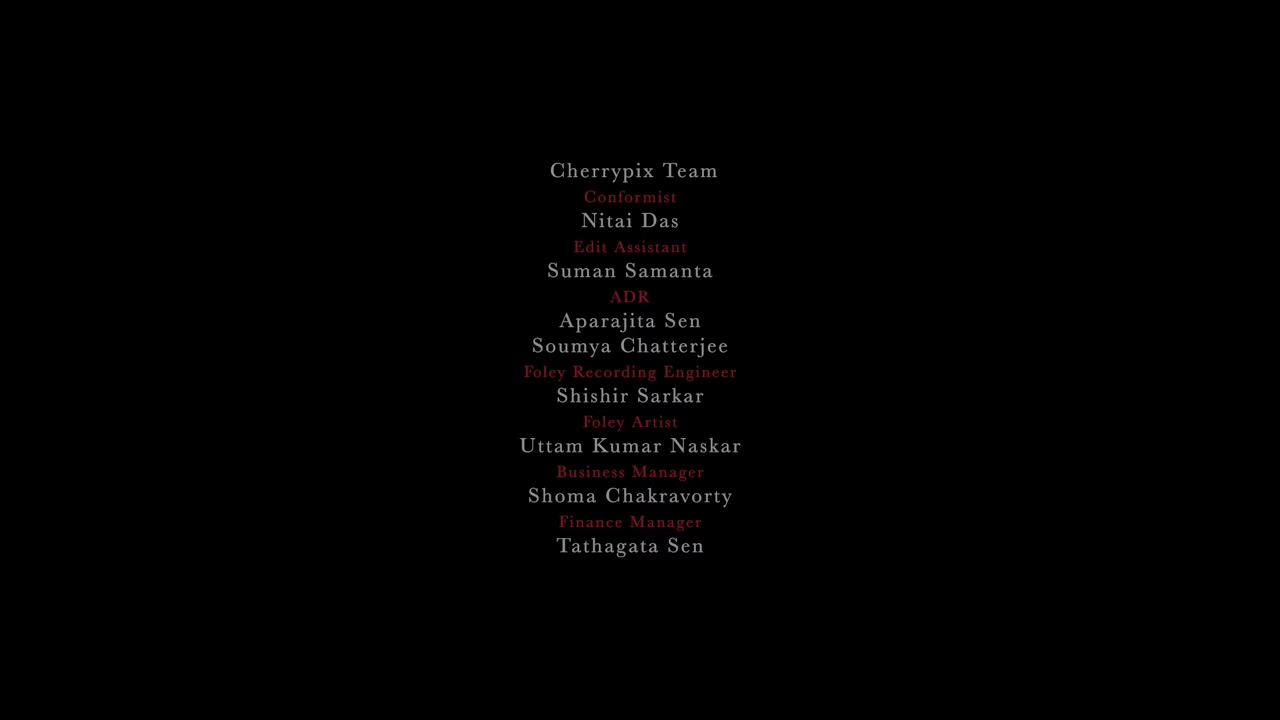 Cherrypix Team
Conformist
Nitai Das
Edit Assistant
Suman Samanta
ADR
Aparajita Sen
Soumya Chatterjee
Foley Recording Engineer
Shishir Sarkar
Foley Artist
Uttam Kumar Naskar
Business Manager
Shoma Chakravorty
Finance Manager
Tathagata Sen